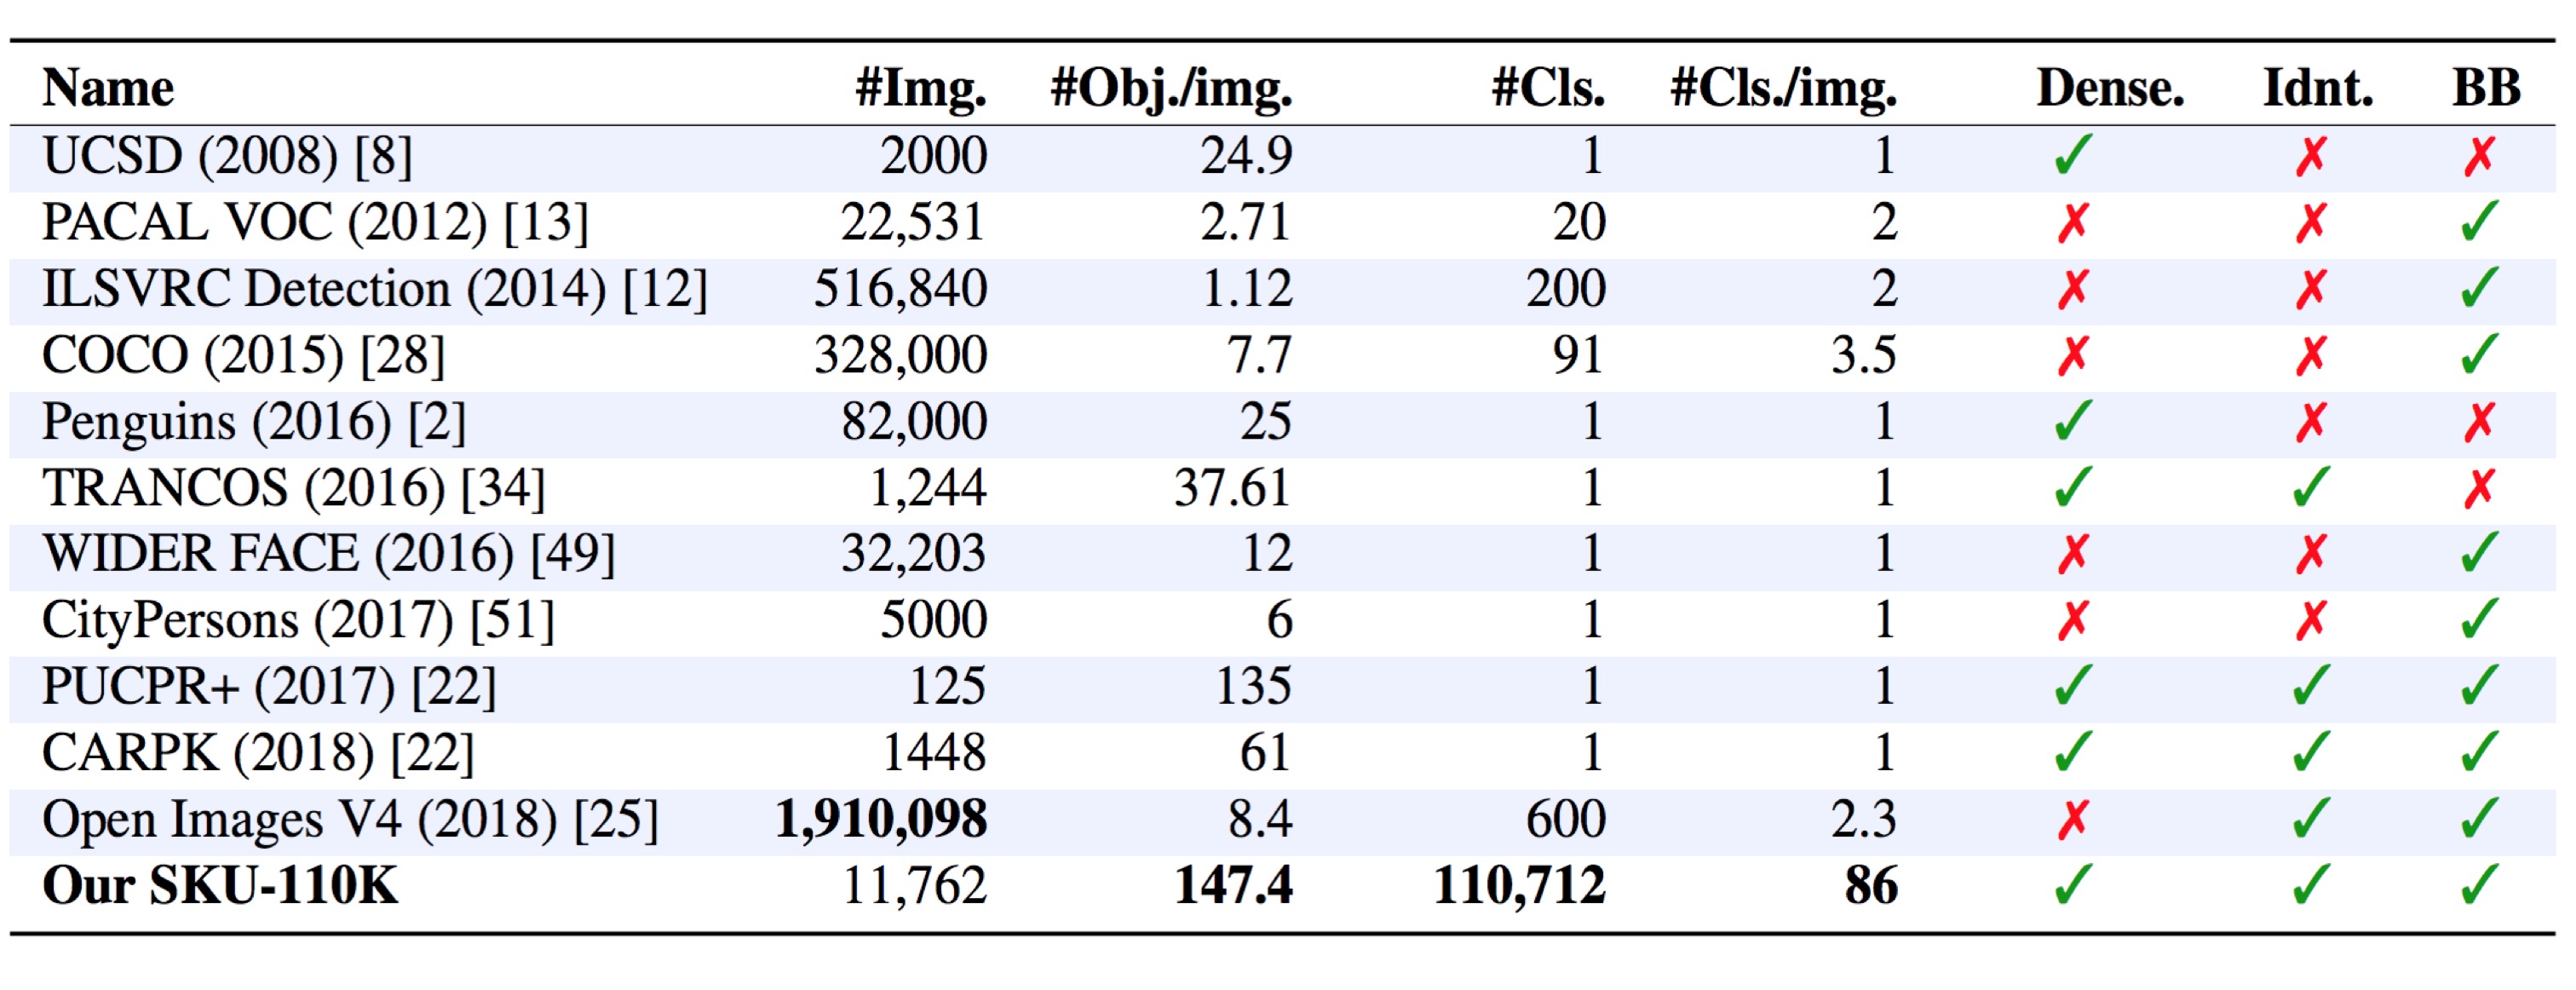 Name #Img. #Obj./img. #Cls. #Cls./img. Dense. Idnt. BB
UCSD (2008) [8] 2000 24.9 1 1 ✓ ✗ ✗
PACAL VOC (2012) [13] 22,531 2.71 20 2 ✗ ✗ ✓
ILSVRC Detection (2014) [12] 516,840 1.12 200 2 ✗ ✗ ✓
COCO (2015) [28] 328,000 7.7 91 3.5 ✗ ✗ ✓
Penguins (2016) [2] 82,000 25 1 1 ✓ ✗ ✗
TRANCOS (2016) [34] 1,244 37.61 1 1 ✓ ✓ ✗
WIDER FACE (2016) [49] 32,203 12 1 1 ✗ ✗ ✓
CityPersons (2017) [51] 5000 6 1 1 ✗ ✗ ✓
PUCPR+ (2017) [22] 125 135 1 1 ✓ ✓ ✓
CARPK (2018) [22] 1448 61 1 1 ✓ ✓ ✓
Open Images V4 (2018) [25] 1,910,098 8.4 600 2.3 ✗ ✓ ✓
Our SKU-110K 11,762 147.4 110,712 86 ✓ ✓ ✓